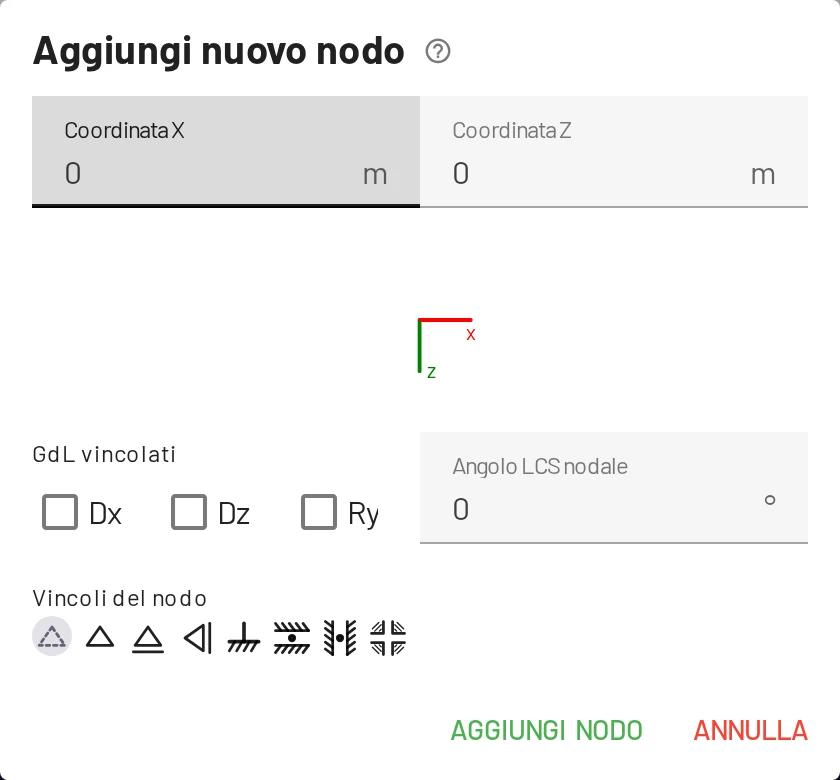 Aggiungi nuovo nodo ?
Coordinata X
0 m
Coordinata Z
0 m
x
z
GdL vincolati
Dx Dz Ry
Angolo LCS nodale
0 °
Vincoli del nodo
AGGIUNGI NODO ANNULLA